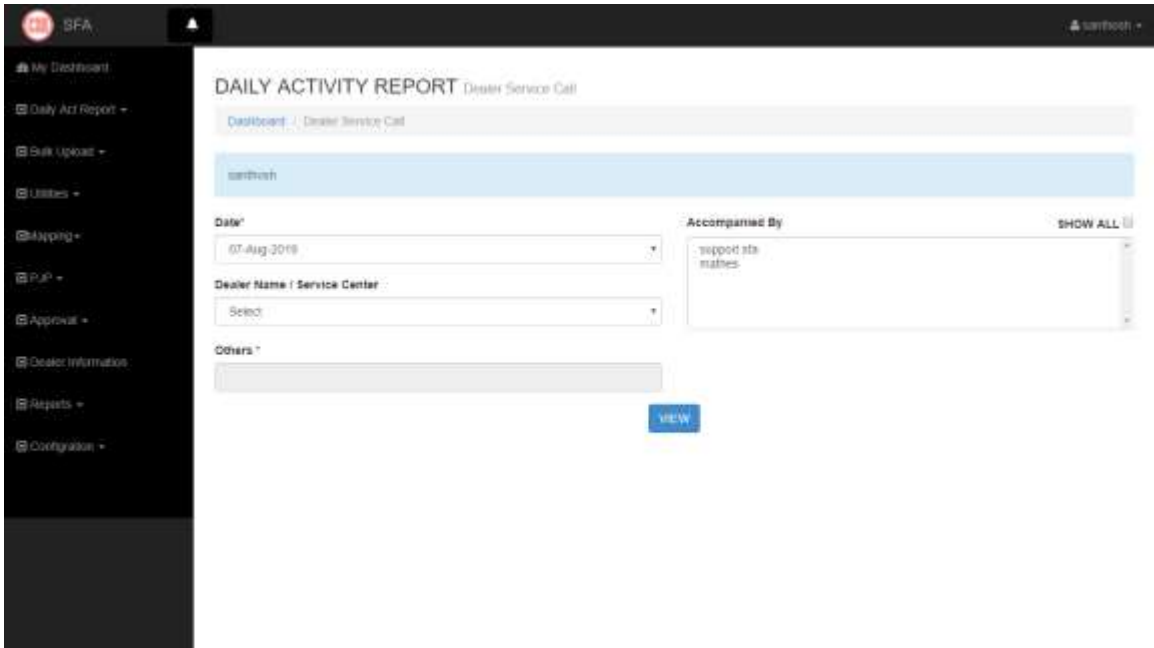 SFA
santhosh
My Dashboard
Daily Act Report
Bulk Upload
Utilities
Mapping
PJP
Approval
Dealer Information
Reports
Configration
DAILY ACTIVITY REPORT Dealer Service Call
Dashboard / Dealer Service Call
santhosh
Date*
07-Aug-2019
Dealer Name / Service Center
Select
Others *
Accompanied By
SHOW ALL
support sfa
mathes
VIEW